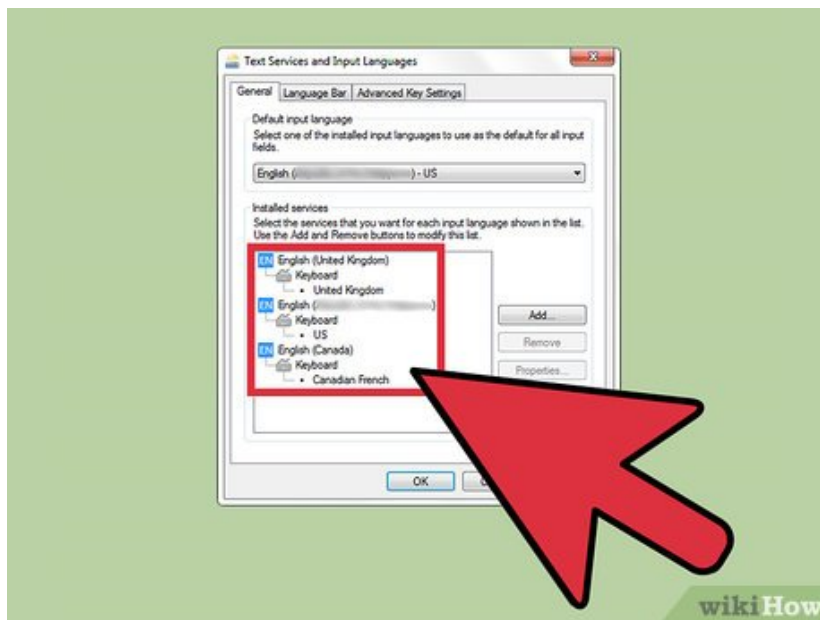 Text Services and Input Languages
General Language Bar Advanced Key Settings
Default input language
Select one of the installed input languages to use as the default for all input
fields.
English ( ) - US
Installed services
Select the services that you want for each input language shown in the list.
Use the Add and Remove buttons to modify this list.
EN English (United Kingdom)
Keyboard
• United Kingdom
EN English ( )
Keyboard
• US
EN English (Canada)
Keyboard
• Canadian French
Add...
Remove
Properties...
OK
wikiHow